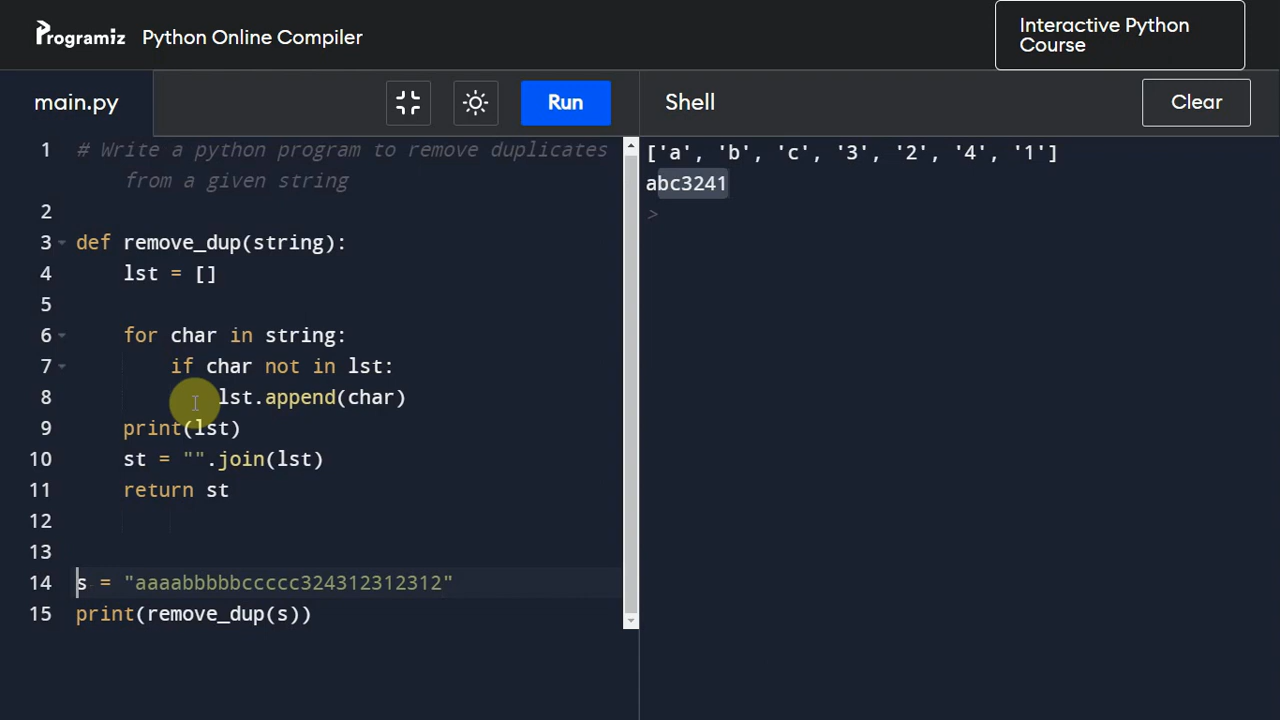 Programiz Python Online Compiler
Interactive Python
Course
main.py
Run
Shell
Clear
1 # Write a python program to remove duplicates
from a given string
2
3 def remove_dup(string):
4 lst = []
5
6 for char in string:
7 if char not in lst:
8 lst.append(char)
9 print(lst)
10 st = "".join(lst)
11 return st
12
13
14 s = "aaaabbbbbccccc324312312312"
15 print(remove_dup(s))
['a', 'b', 'c', '3', '2', '4', '1']
abc3241
>